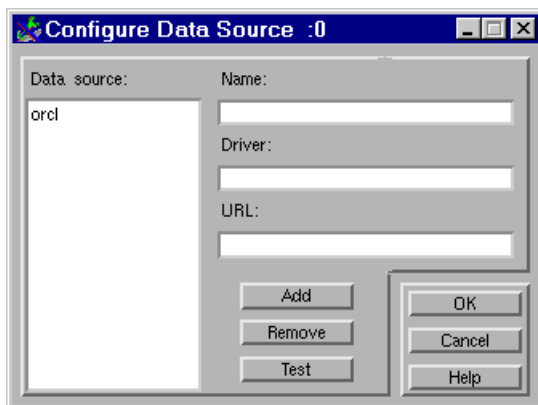 Configure Data Source :0
Data source:
orcl
Name:
Driver:
URL:
Add
Remove
Test
OK
Cancel
Help